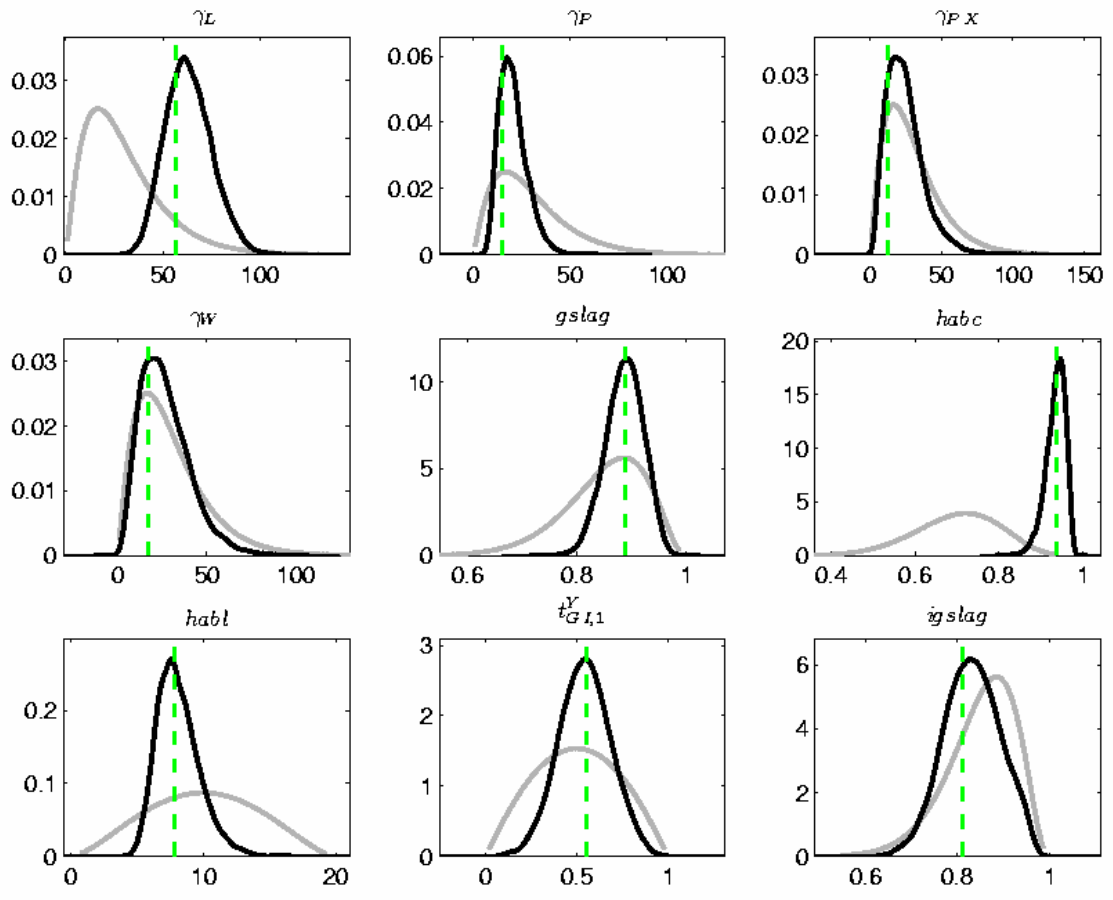 γ_L γ_P γ_{PX}
0.03 0.06 0.03
0.02 0.04 0.02
0.01 0.02 0.01
0 0 0
0 50 100 0 50 100 0 50 100 150
γ_W gslag habc
0.03 10 20
0.02 5 15
0.01 0 10
0 5
0
0 50 100 0.6 0.8 1 0.4 0.6 0.8 1
habl t^Y_{GI,1} igslag
0.2 3 6
0.1 2 4
0 1 2
0 0
0 10 20 0 0.5 1 0.6 0.8 1